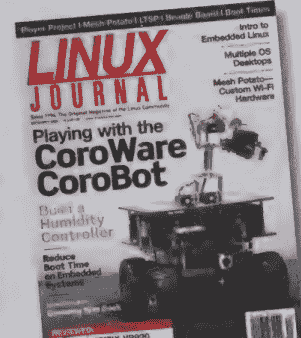 Player Project | Mesh Potato | LTSP | Beagle Board | Boot Times
LINUX
JOURNAL
Since 1994: The Original Magazine of the Linux Community
Intro to
Embedded Linux
Multiple OS
Desktops
Mesh Potato—
Custom Wi-Fi
Hardware
Playing with the
CoroWare
CoroBot
Build a
Humidity
Controller
Reduce
Boot Time
on Embedded
Systems
REVIEWED: